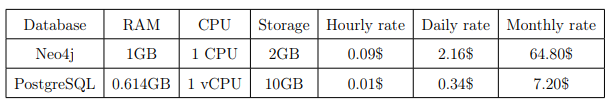 Database RAM CPU Storage Hourly rate Daily rate Monthly rate
Neo4j 1GB 1 CPU 2GB 0.09$ 2.16$ 64.80$
PostgreSQL 0.614GB 1 vCPU 10GB 0.01$ 0.34$ 7.20$